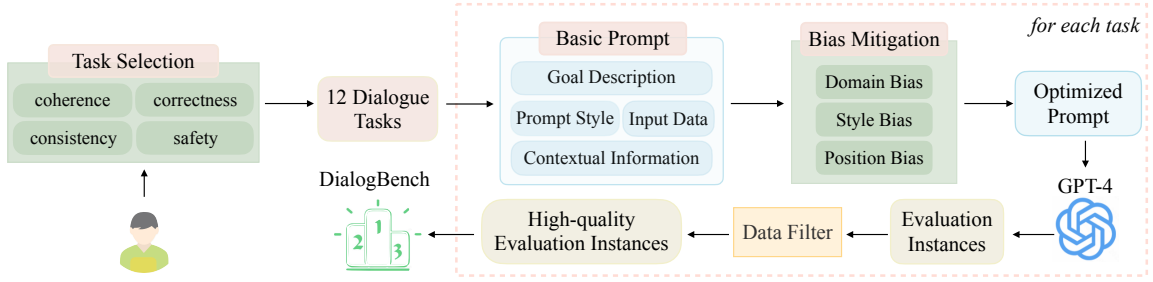 for each task
Task Selection
coherence
correctness
consistency
safety
12 Dialogue
Tasks
Basic Prompt
Goal Description
Prompt Style
Input Data
Contextual Information
Bias Mitigation
Domain Bias
Style Bias
Position Bias
Optimized
Prompt
GPT-4
Evaluation
Instances
Data Filter
High-quality
Evaluation Instances
DialogBench
1
2
3